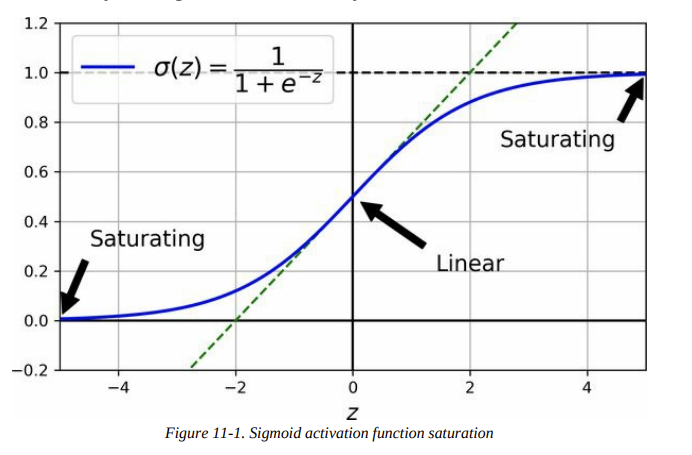 1.2
1.0
0.8
0.6
0.4
0.2
0.0
−0.2
σ(z) = 1 / (1 + e^{−z})
Saturating
Saturating
Linear
−4 −2 0 2 4
z
Figure 11-1. Sigmoid activation function saturation